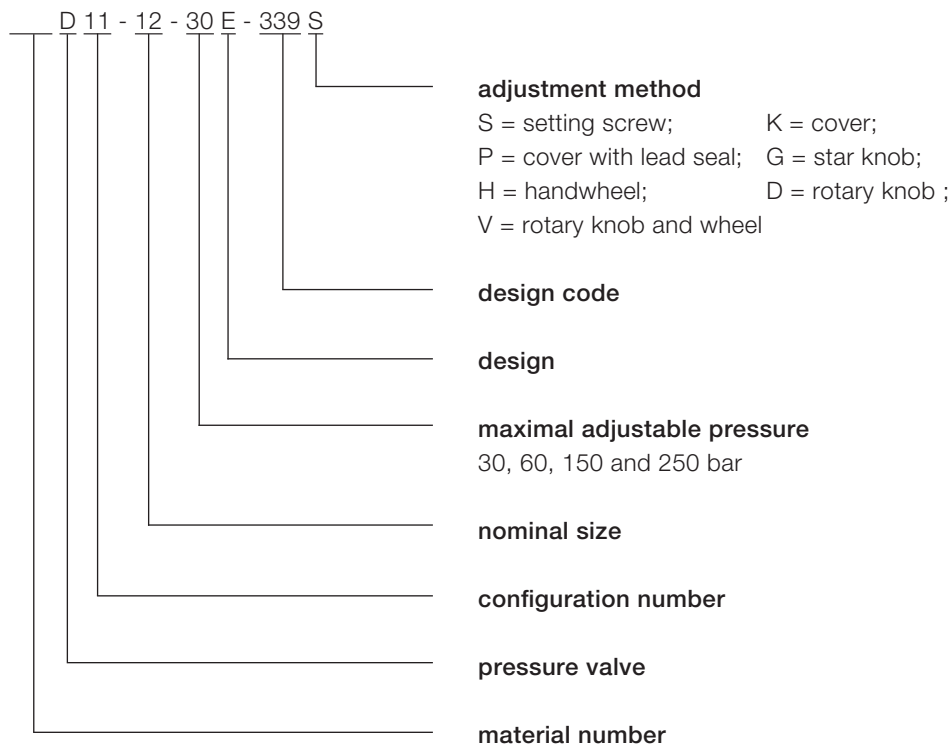 D 11 - 12 - 30 E - 339 S
adjustment method
S = setting screw; K = cover;
P = cover with lead seal; G = star knob;
H = handwheel; D = rotary knob ;
V = rotary knob and wheel
design code
design
maximal adjustable pressure
30, 60, 150 and 250 bar
nominal size
configuration number
pressure valve
material number